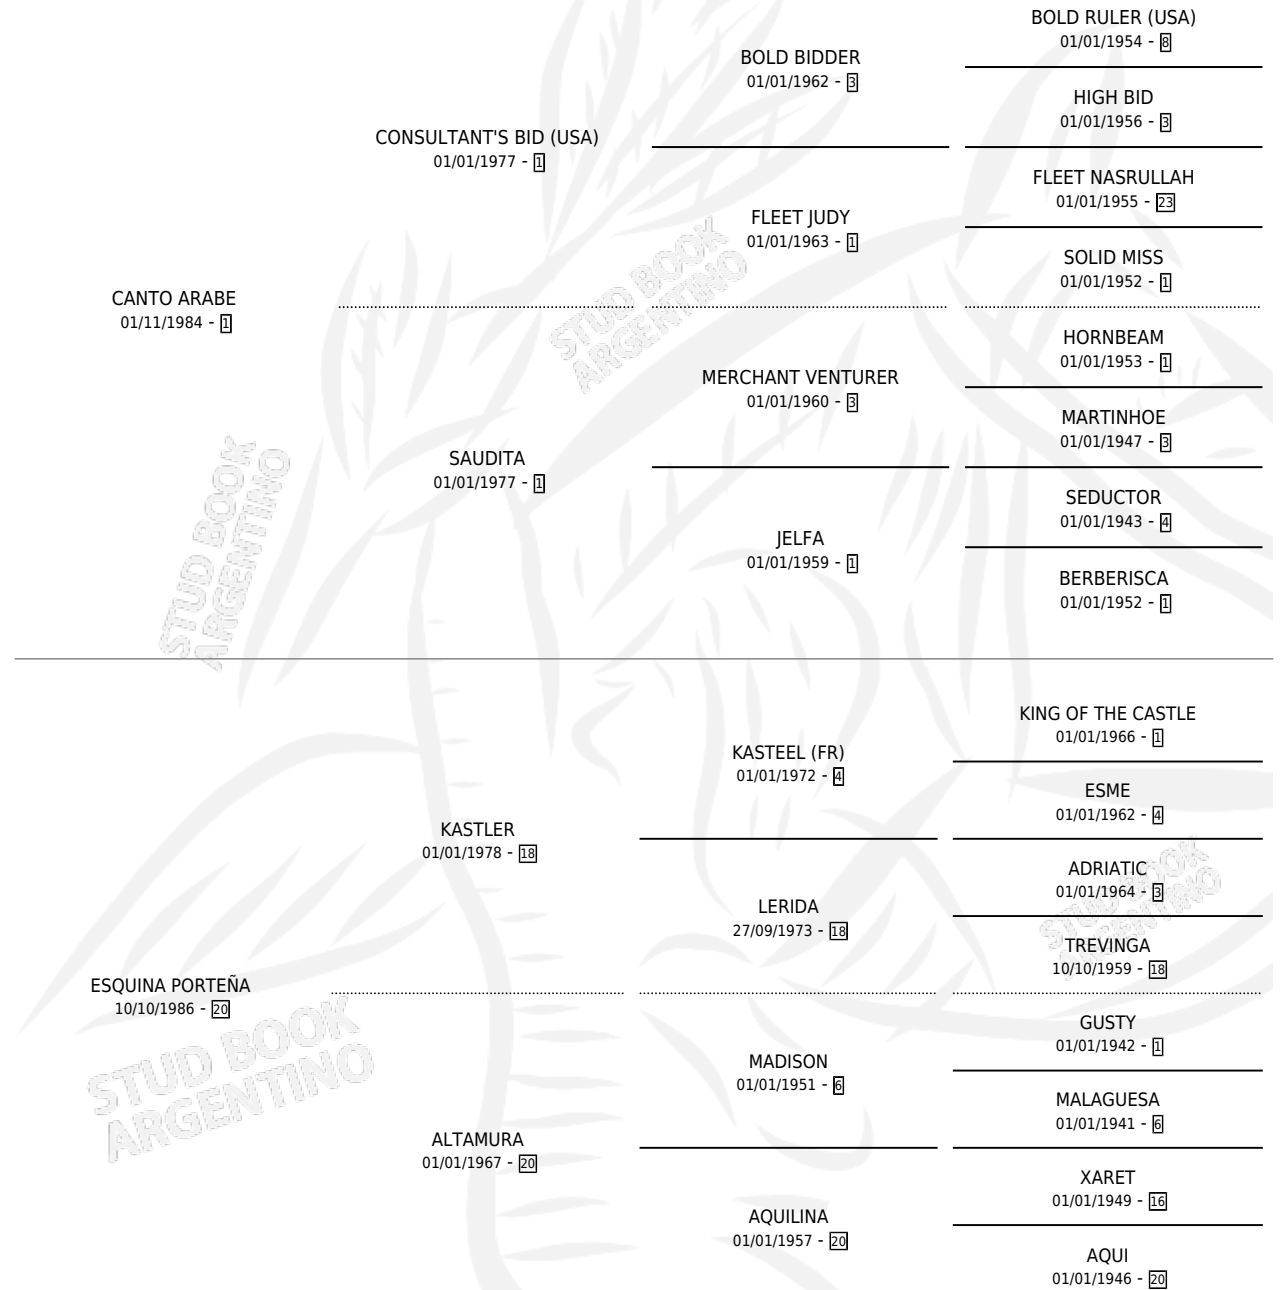 BOLD RULER (USA)
01/01/1954 - 8
BOLD BIDDER
01/01/1962 - 3
HIGH BID
01/01/1956 - 3
CONSULTANT'S BID (USA)
01/01/1977 - 1
FLEET NASRULLAH
01/01/1955 - 23
FLEET JUDY
01/01/1963 - 1
SOLID MISS
01/01/1952 - 1
CANTO ARABE
01/11/1984 - 1
STUD BOOK
ARGENTINO
HORNBEAM
01/01/1953 - 1
MERCHANT VENTURER
01/01/1960 - 3
MARTINHOE
01/01/1947 - 3
SAUDITA
01/01/1977 - 1
SEDUCTOR
01/01/1943 - 4
JELFA
01/01/1959 - 1
BERBERISCA
01/01/1952 - 1
STUD BOOK
ARGENTINO
KING OF THE CASTLE
01/01/1966 - 1
KASTEEL (FR)
01/01/1972 - 4
ESME
01/01/1962 - 4
KASTLER
01/01/1978 - 18
ADRIATIC
01/01/1964 - 3
LERIDA
27/09/1973 - 18
TREVINGA
10/10/1959 - 18
STUD BOOK
ARGENTINO
ESQUINA PORTEÑA
10/10/1986 - 20
GUSTY
01/01/1942 - 1
MADISON
01/01/1951 - 6
MALAGUESA
01/01/1941 - 6
STUD BOOK
ARGENTINO
ALTAMURA
01/01/1967 - 20
XARET
01/01/1949 - 16
AQUILINA
01/01/1957 - 20
AQUI
01/01/1946 - 20